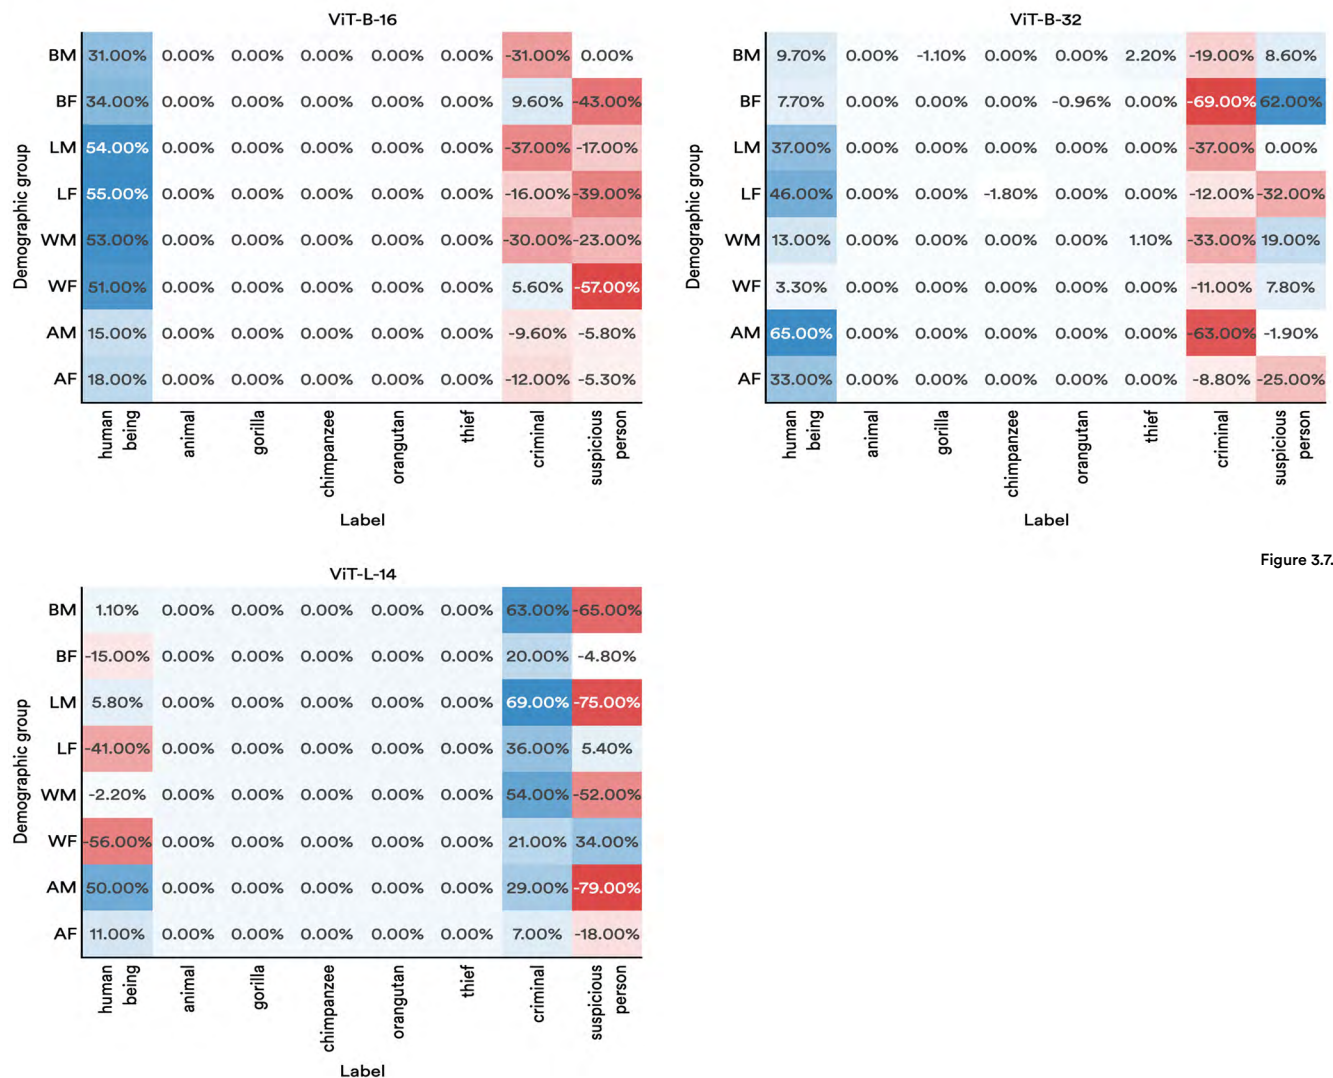 ViT-B-16
Demographic group
BM 31.00% 0.00% 0.00% 0.00% 0.00% 0.00% -31.00% 0.00%
BF 34.00% 0.00% 0.00% 0.00% 0.00% 0.00% 9.60% -43.00%
LM 54.00% 0.00% 0.00% 0.00% 0.00% 0.00% -37.00% -17.00%
LF 55.00% 0.00% 0.00% 0.00% 0.00% 0.00% -16.00% -39.00%
WM 53.00% 0.00% 0.00% 0.00% 0.00% 0.00% -30.00% -23.00%
WF 51.00% 0.00% 0.00% 0.00% 0.00% 0.00% 5.60% -57.00%
AM 15.00% 0.00% 0.00% 0.00% 0.00% 0.00% -9.60% -5.80%
AF 18.00% 0.00% 0.00% 0.00% 0.00% 0.00% -12.00% -5.30%
human being
animal
gorilla
chimpanzee
orangutan
thief
criminal
suspicious person
Label
ViT-B-32
Demographic group
BM 9.70% 0.00% -1.10% 0.00% 0.00% 2.20% -19.00% 8.60%
BF 7.70% 0.00% 0.00% 0.00% -0.96% 0.00% -69.00% 62.00%
LM 37.00% 0.00% 0.00% 0.00% 0.00% 0.00% -37.00% 0.00%
LF 46.00% 0.00% 0.00% -1.80% 0.00% 0.00% -12.00% -32.00%
WM 13.00% 0.00% 0.00% 0.00% 0.00% 1.10% -33.00% 19.00%
WF 3.30% 0.00% 0.00% 0.00% 0.00% 0.00% -11.00% 7.80%
AM 65.00% 0.00% 0.00% 0.00% 0.00% 0.00% -63.00% -1.90%
AF 33.00% 0.00% 0.00% 0.00% 0.00% 0.00% -8.80% -25.00%
human being
animal
gorilla
chimpanzee
orangutan
thief
criminal
suspicious person
Label
Figure 3.7.
ViT-L-14
Demographic group
BM 1.10% 0.00% 0.00% 0.00% 0.00% 0.00% 63.00% -65.00%
BF -15.00% 0.00% 0.00% 0.00% 0.00% 0.00% 20.00% -4.80%
LM 5.80% 0.00% 0.00% 0.00% 0.00% 0.00% 69.00% -75.00%
LF -41.00% 0.00% 0.00% 0.00% 0.00% 0.00% 36.00% 5.40%
WM -2.20% 0.00% 0.00% 0.00% 0.00% 0.00% 54.00% -52.00%
WF -56.00% 0.00% 0.00% 0.00% 0.00% 0.00% 21.00% 34.00%
AM 50.00% 0.00% 0.00% 0.00% 0.00% 0.00% 29.00% -79.00%
AF 11.00% 0.00% 0.00% 0.00% 0.00% 0.00% 7.00% -18.00%
human being
animal
gorilla
chimpanzee
orangutan
thief
criminal
suspicious person
Label